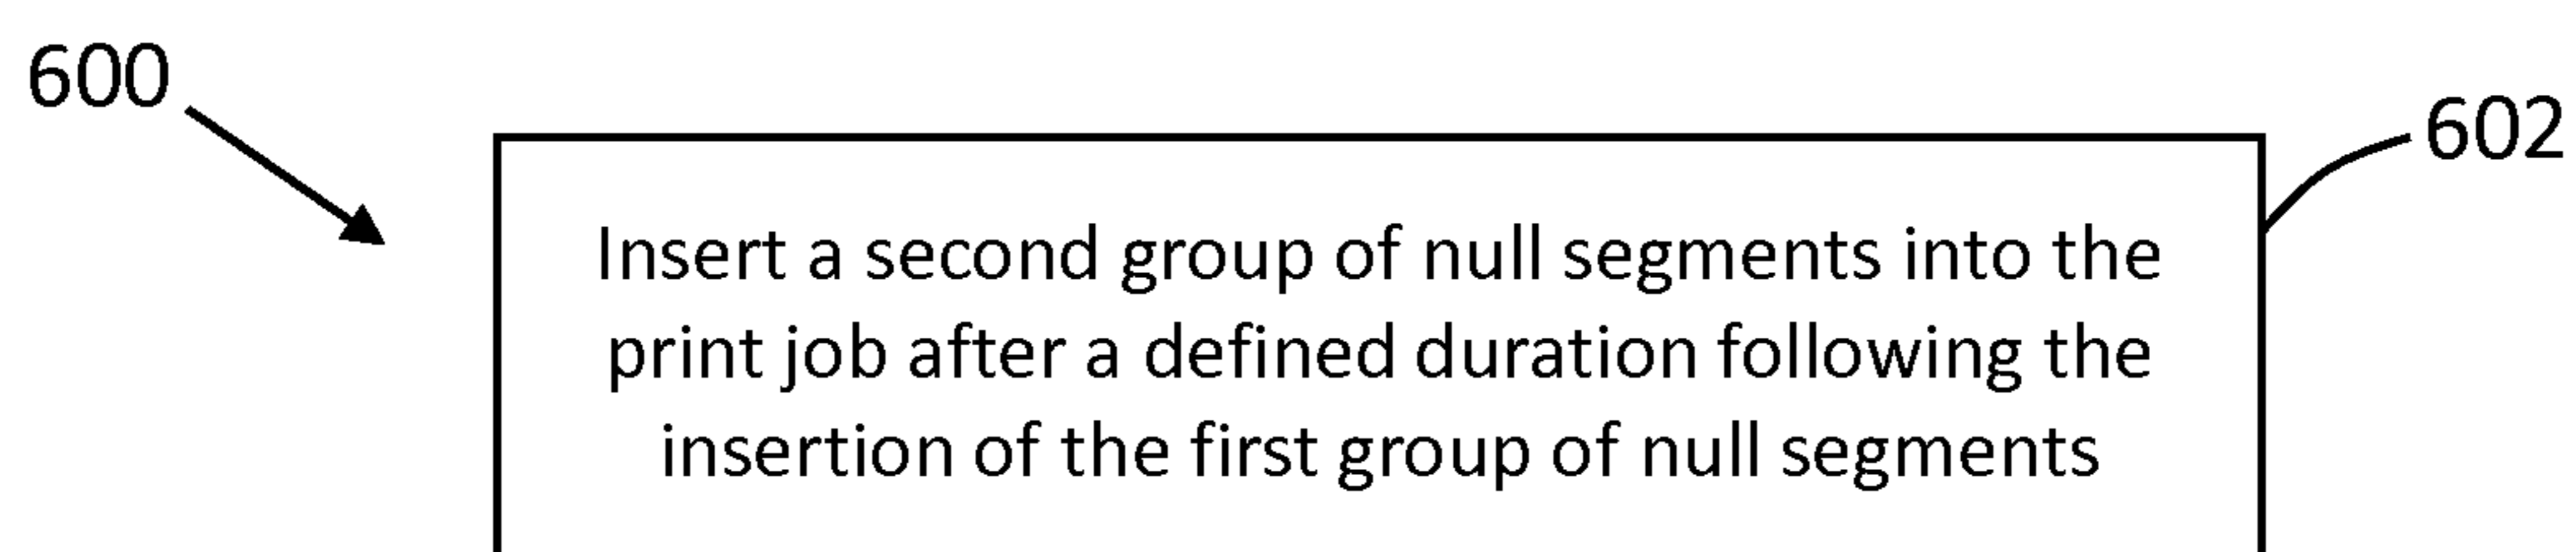 600
602
Insert a second group of null segments into the
print job after a defined duration following the
insertion of the first group of null segments